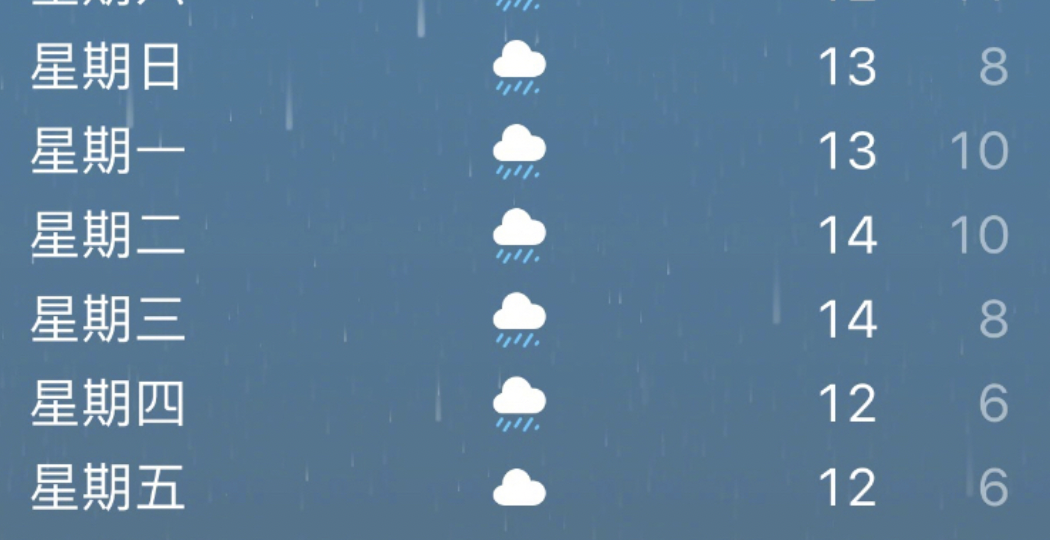 星期日 13 8
星期一 13 10
星期二 14 10
星期三 14 8
星期四 12 6
星期五 12 6